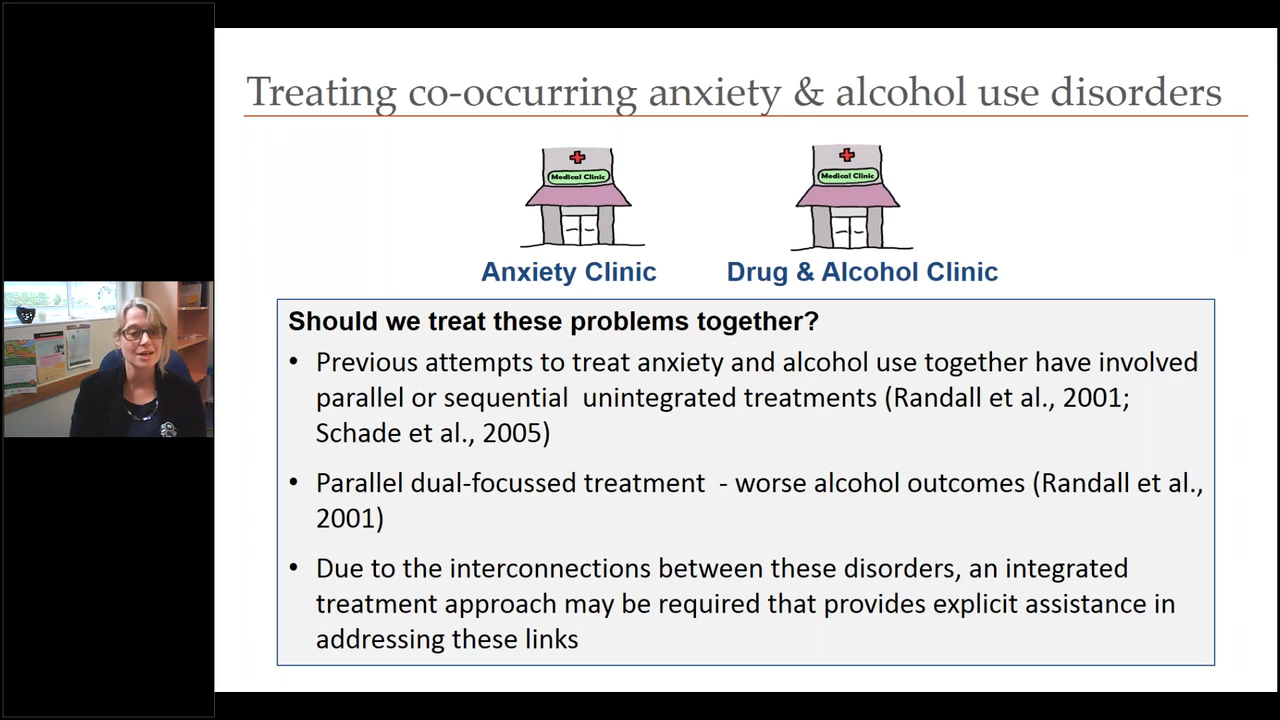 Treating co-occurring anxiety & alcohol use disorders
Medical Clinic
Medical Clinic
Anxiety Clinic
Drug & Alcohol Clinic
Should we treat these problems together?
• Previous attempts to treat anxiety and alcohol use together have involved
parallel or sequential  unintegrated treatments (Randall et al., 2001;
Schade et al., 2005)
• Parallel dual-focussed treatment  - worse alcohol outcomes (Randall et al.,
2001)
• Due to the interconnections between these disorders, an integrated
treatment approach may be required that provides explicit assistance in
addressing these links